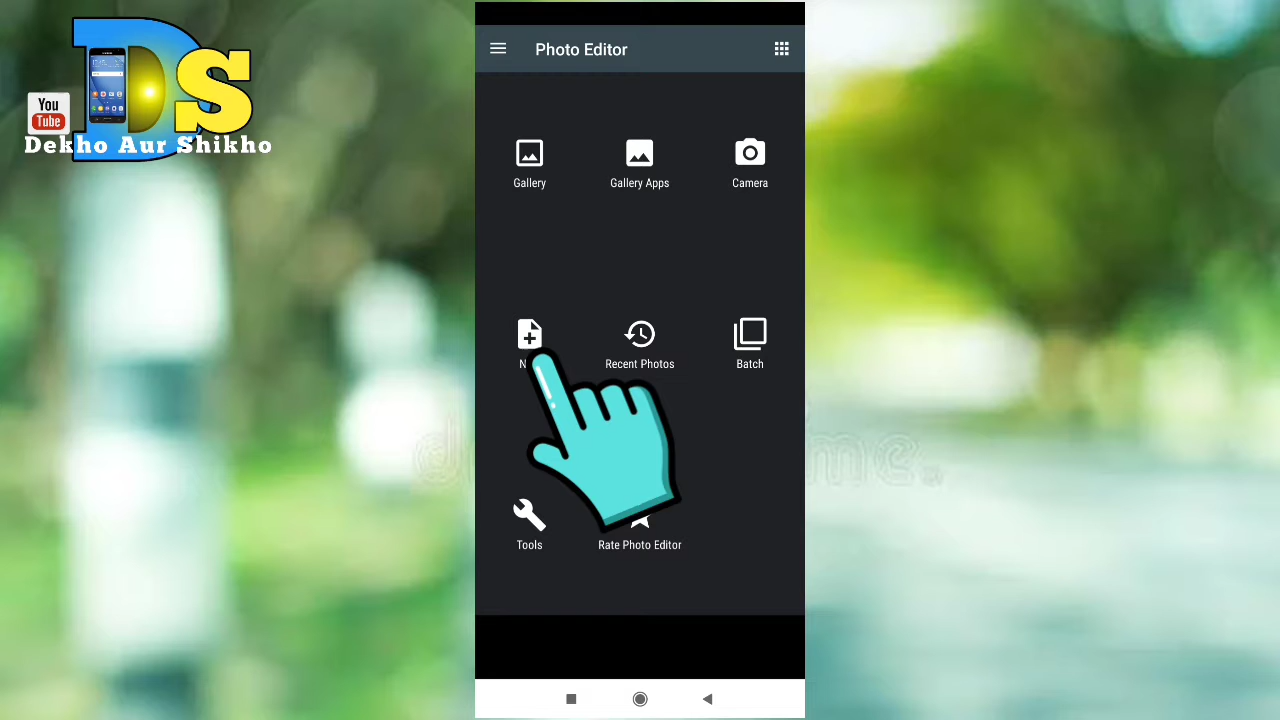 Photo Editor
You
Tube
Ds
Dekho Aur Shikho
Gallery
Gallery Apps
Camera
Recent Photos
Batch
Tools
Rate Photo Editor